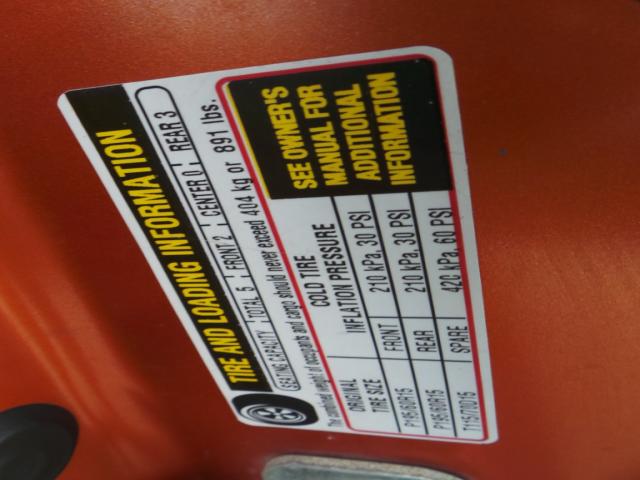 TIRE AND LOADING INFORMATION
SEATING CAPACITY TOTAL 5 FRONT 2 CENTER 0 REAR 3
The combined weight of occupants and cargo should never exceed 404 kg or 891 lbs.
ORIGINAL TIRE SIZE COLD TIRE INFLATION PRESSURE
P195/60R15 FRONT 210 kPa, 30 PSI
P195/60R15 REAR 210 kPa, 30 PSI
T115/70D15 SPARE 420 kPa, 60 PSI
SEE OWNER'S
MANUAL FOR
ADDITIONAL
INFORMATION